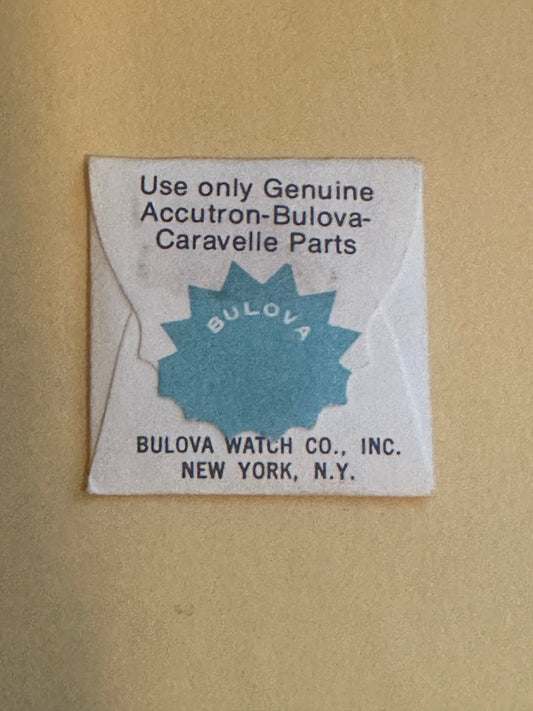 Use only Genuine
Accutron-Bulova-
Caravelle Parts
BULOVA
BULOVA WATCH CO., INC.
NEW YORK, N.Y.